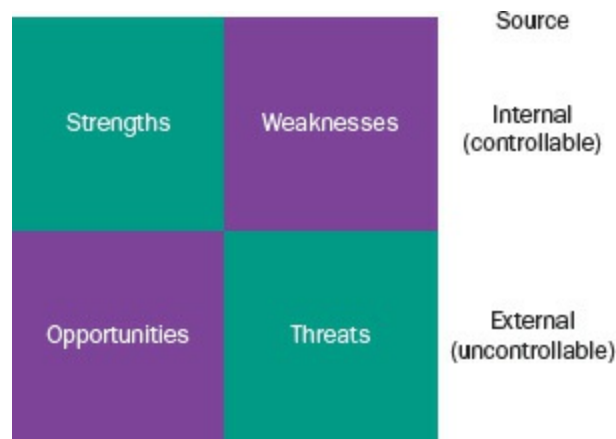 Source
Strengths
Weaknesses
Internal
(controllable)
Opportunities
Threats
External
(uncontrollable)